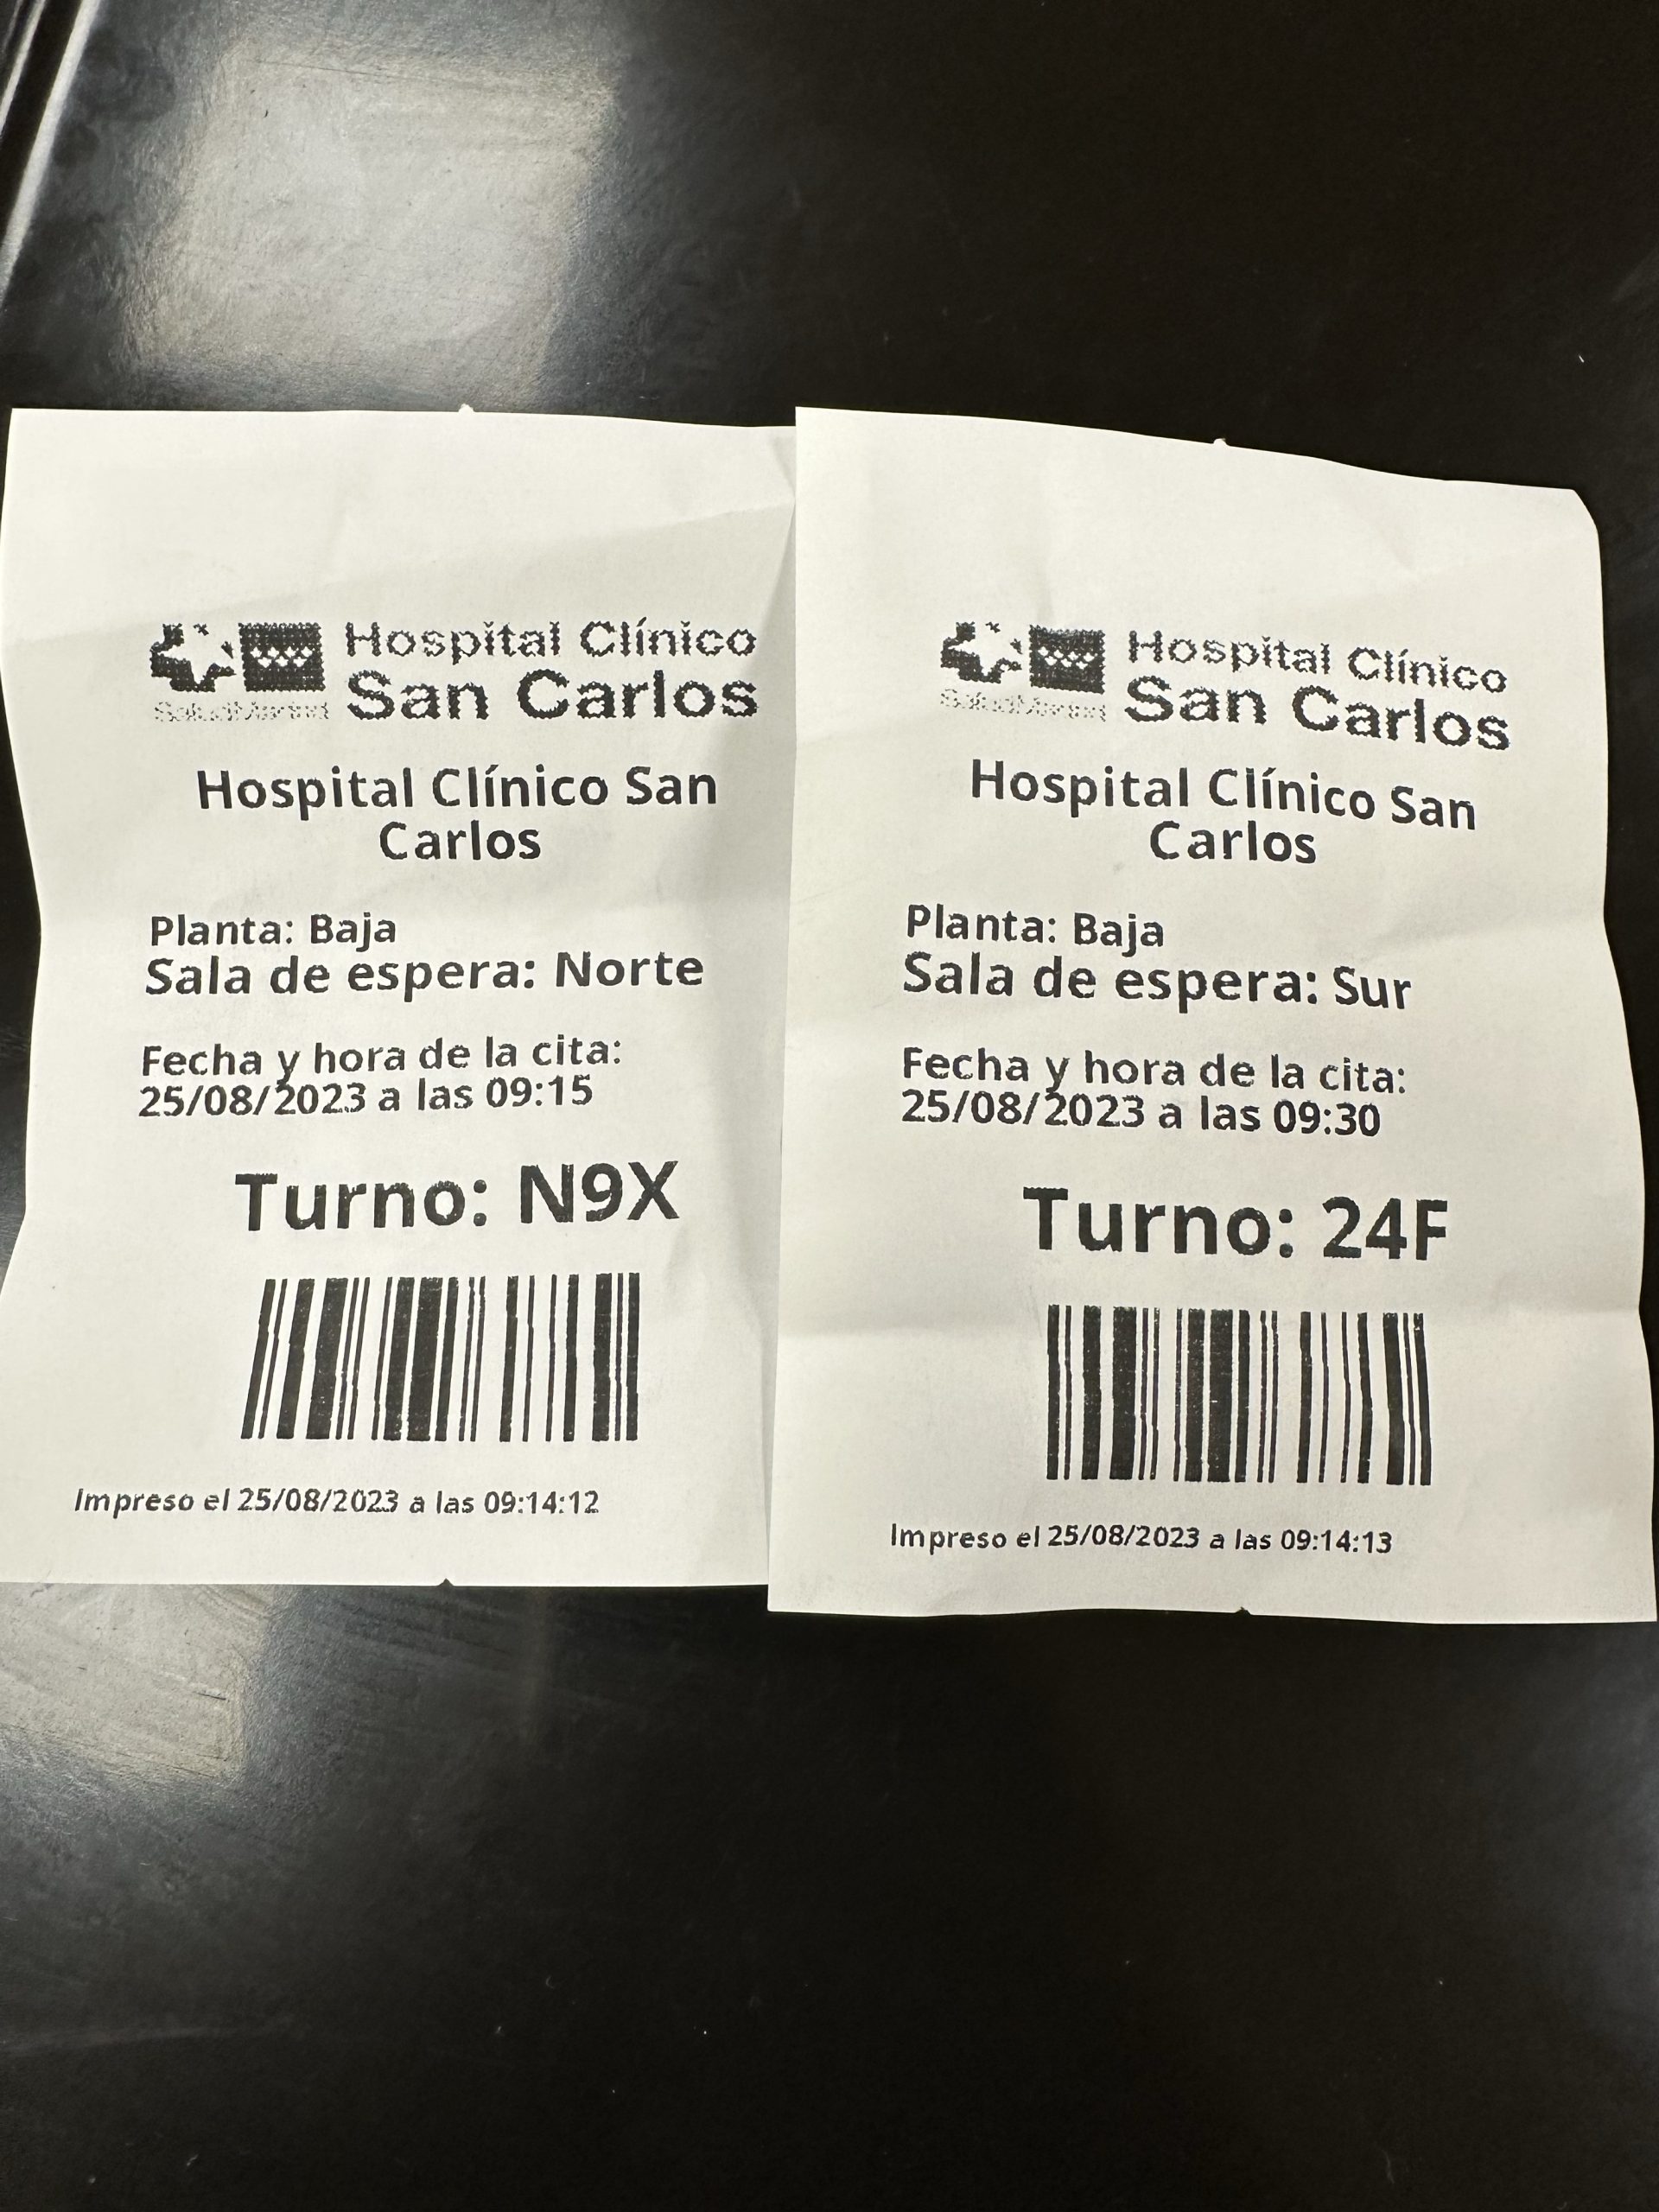 Hospital Clínico
San Carlos
SaludMadrid
Hospital Clínico San
Carlos
Planta: Baja
Sala de espera: Norte
Fecha y hora de la cita:
25/08/2023 a las 09:15
Turno: N9X
Impreso el 25/08/2023 a las 09:14:12
Hospital Clínico
San Carlos
SaludMadrid
Hospital Clínico San
Carlos
Planta: Baja
Sala de espera: Sur
Fecha y hora de la cita:
25/08/2023 a las 09:30
Turno: 24F
Impreso el 25/08/2023 a las 09:14:13